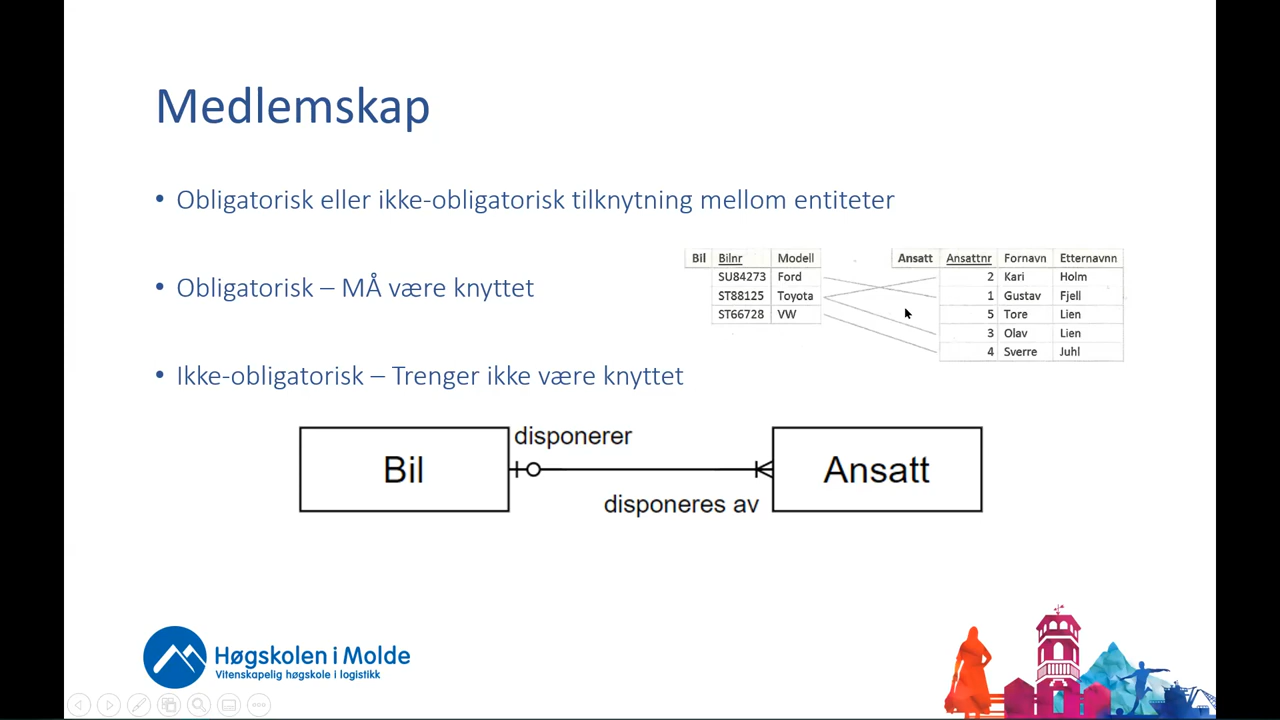 Medlemskap
• Obligatorisk eller ikke-obligatorisk tilknytning mellom entiteter
• Obligatorisk – MÅ være knyttet
• Ikke-obligatorisk – Trenger ikke være knyttet
Bil Bilnr Modell
SU84273 Ford
ST88125 Toyota
ST66728 VW
Ansatt Ansattnr Fornavn Etternavnn
2 Kari Holm
1 Gustav Fjell
5 Tore Lien
3 Olav Lien
4 Sverre Juhl
disponerer
Bil
Ansatt
disponeres av
Høgskolen i Molde
Vitenskapelig høgskole i logistikk